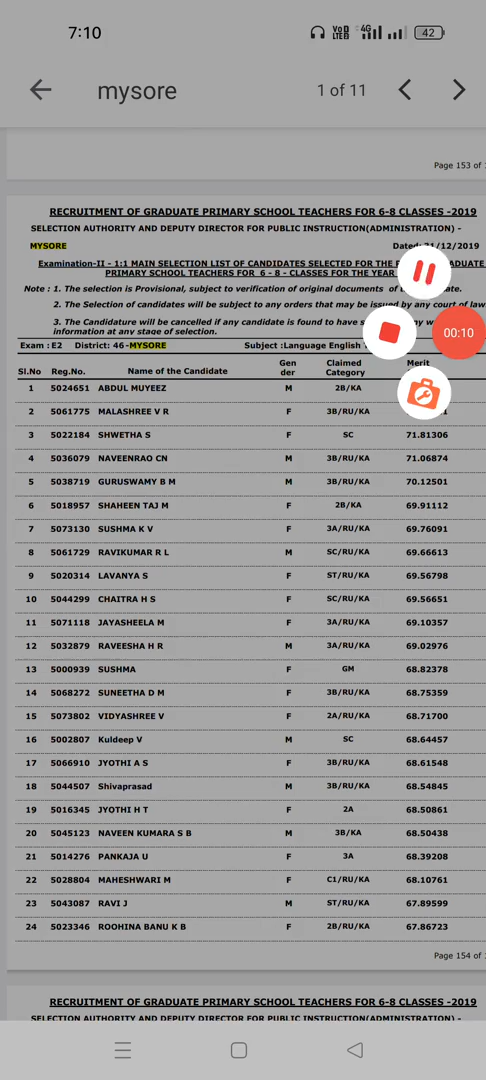 7:10
Vo D LTE 2 4G 42
mysore 1 of 11
Page 153 of
RECRUITMENT OF GRADUATE PRIMARY SCHOOL TEACHERS FOR 6-8 CLASSES -2019
SELECTION AUTHORITY AND DEPUTY DIRECTOR FOR PUBLIC INSTRUCTION(ADMINISTRATION) -
MYSORE Dated: /12/2019
Examination-II - 1:1 MAIN SELECTION LIST OF CANDIDATES SELECTED FOR THE
PRIMARY SCHOOL TEACHERS FOR 6 - 8 - CLASSES FOR THE YEAR
Note : 1. The selection is Provisional, subject to verification of original documents
2. The Selection of candidates will be subject to any orders that may be issued by any court of law
3. The Candidature will be cancelled if any candidate is found to have
information at any stage of selection.
Exam : E2 District: 46-MYSORE Subject :Language English
Sl.No Reg.No. Name of the Candidate Gen der Claimed Category Merit
1 5024651 ABDUL MUYEEZ M 2B/KA
2 5061775 MALASHREE V R F 3B/RU/KA
3 5022184 SHWETHA S F SC 71.81306
4 5036079 NAVEENRAO CN M 3B/RU/KA 71.06874
5 5038719 GURUSWAMY B M M 3B/RU/KA 70.12501
6 5018957 SHAHEEN TAJ M F 2B/KA 69.91112
7 5073130 SUSHMA K V F 3A/RU/KA 69.76091
8 5061729 RAVIKUMAR R L M SC/RU/KA 69.66613
9 5020314 LAVANYA S F ST/RU/KA 69.56798
10 5044299 CHAITRA H S F SC/RU/KA 69.56651
11 5071118 JAYASHEELA M F 3A/RU/KA 69.10357
12 5032879 RAVEESHA H R M 3A/RU/KA 69.02976
13 5000939 SUSHMA F GM 68.82378
14 5068272 SUNEETHA D M F 3B/RU/KA 68.75359
15 5073802 VIDYASHREE V F 2A/RU/KA 68.71700
16 5002807 Kuldeep V M SC 68.64457
17 5066910 JYOTHI A S F 3B/RU/KA 68.61548
18 5044507 Shivaprasad M 3B/RU/KA 68.54845
19 5016345 JYOTHI H T F 2A 68.50861
20 5045123 NAVEEN KUMARA S B M 3B/KA 68.50438
21 5014276 PANKAJA U F 3A 68.39208
22 5028804 MAHESHWARI M F C1/RU/KA 68.10761
23 5043087 RAVI J M ST/RU/KA 67.89599
24 5023346 ROOHINA BANU K B F 2B/RU/KA 67.86723
00:10
Page 154 of
RECRUITMENT OF GRADUATE PRIMARY SCHOOL TEACHERS FOR 6-8 CLASSES -2019
SELECTION AUTHORITY AND DEPUTY DIRECTOR FOR PUBLIC INSTRUCTION(ADMINISTRATION) -